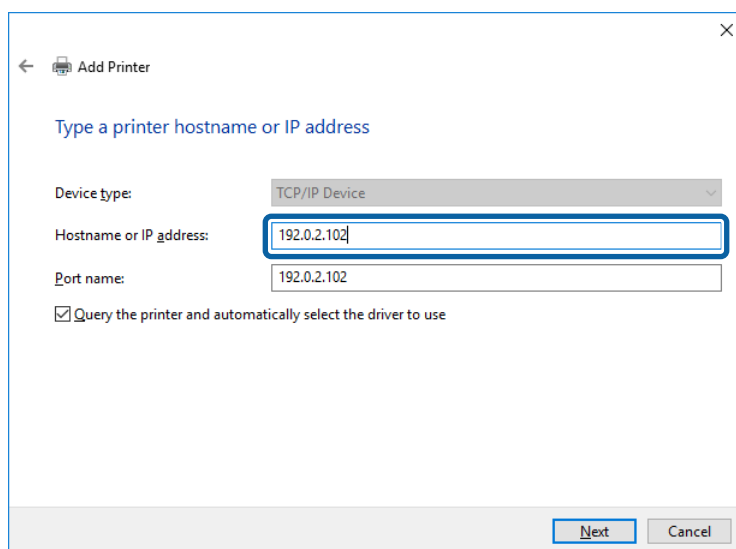 Add Printer
Type a printer hostname or IP address
Device type: TCP/IP Device
Hostname or IP address: 192.0.2.102
Port name: 192.0.2.102
Query the printer and automatically select the driver to use
Next Cancel